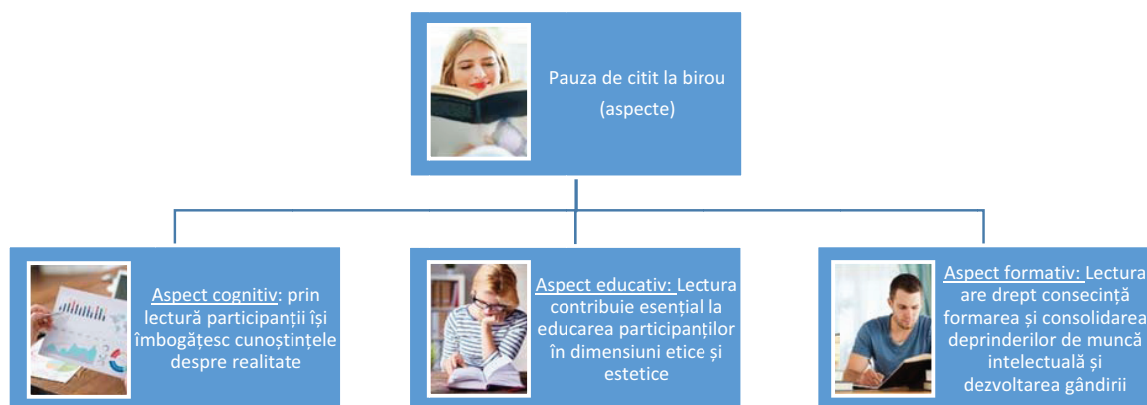 Pauza de citit la birou
(aspecte)
Aspect cognitiv: prin
lectură participanții își
îmbogățesc cunoștințele
despre realitate
Aspect educativ: Lectura
contribuie esențial la
educarea participanților
în dimensiuni etice și
estetice
Aspect formativ: Lectura
are drept consecință
formarea și consolidarea
deprinderilor de muncă
intelectuală și
dezvoltarea gândirii